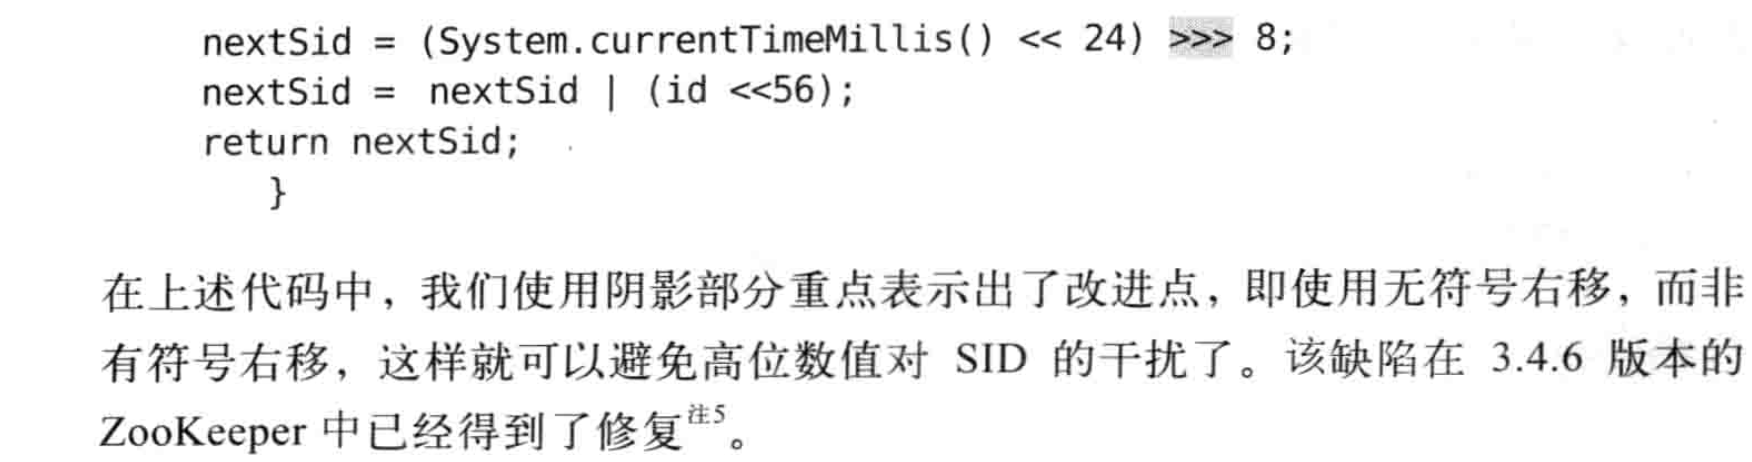 nextSid = (System.currentTimeMillis() << 24) >>> 8;
nextSid = nextSid | (id <<56);
return nextSid;
}
在上述代码中，我们使用阴影部分重点表示出了改进点，即使用无符号右移，而非
有符号右移，这样就可以避免高位数值对 SID 的干扰了。该缺陷在 3.4.6 版本的
ZooKeeper 中已经得到了修复注5。